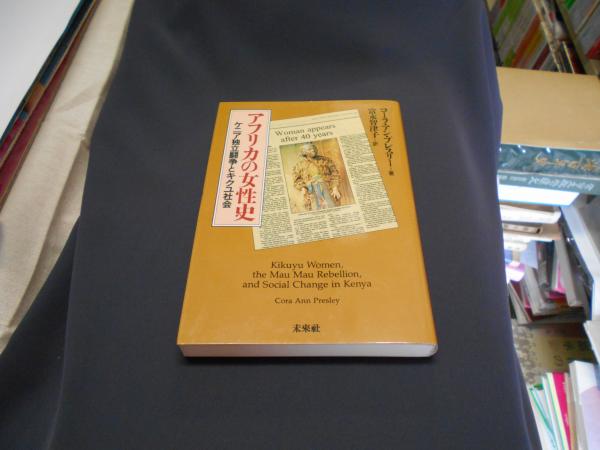 アフリカの女性史
ケニア独立闘争とキクユ社会
コーラ・アン・プレスリー・著
富永智津子・訳
Woman appears
after 40 years
Kikuyu Women,
the Mau Mau Rebellion,
and Social Change in Kenya
Cora Ann Presley
未來社